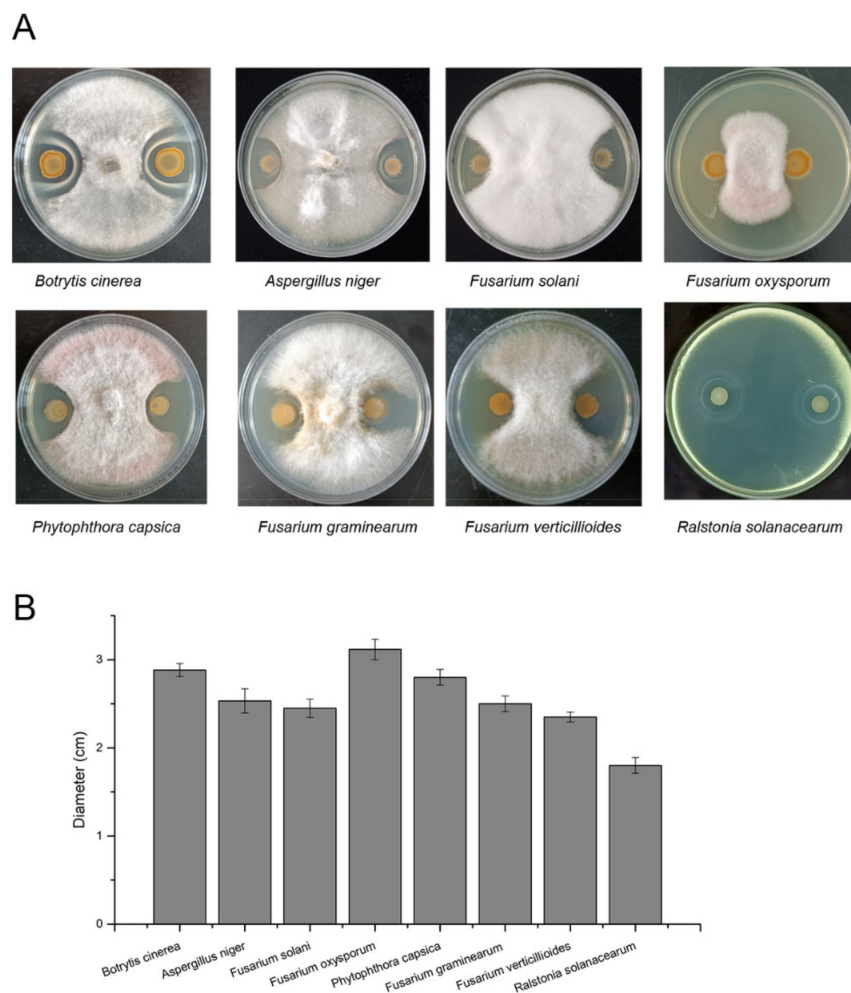 A
Botrytis cinerea
Aspergillus niger
Fusarium solani
Fusarium oxysporum
Phytophthora capsica
Fusarium graminearum
Fusarium verticillioides
Ralstonia solanacearum
B
Diameter (cm)
3
2
1
0
Botrytis cinerea
Aspergillus niger
Fusarium solani
Fusarium oxysporum
Phytophthora capsica
Fusarium graminearum
Fusarium verticillioides
Ralstonia solanacearum